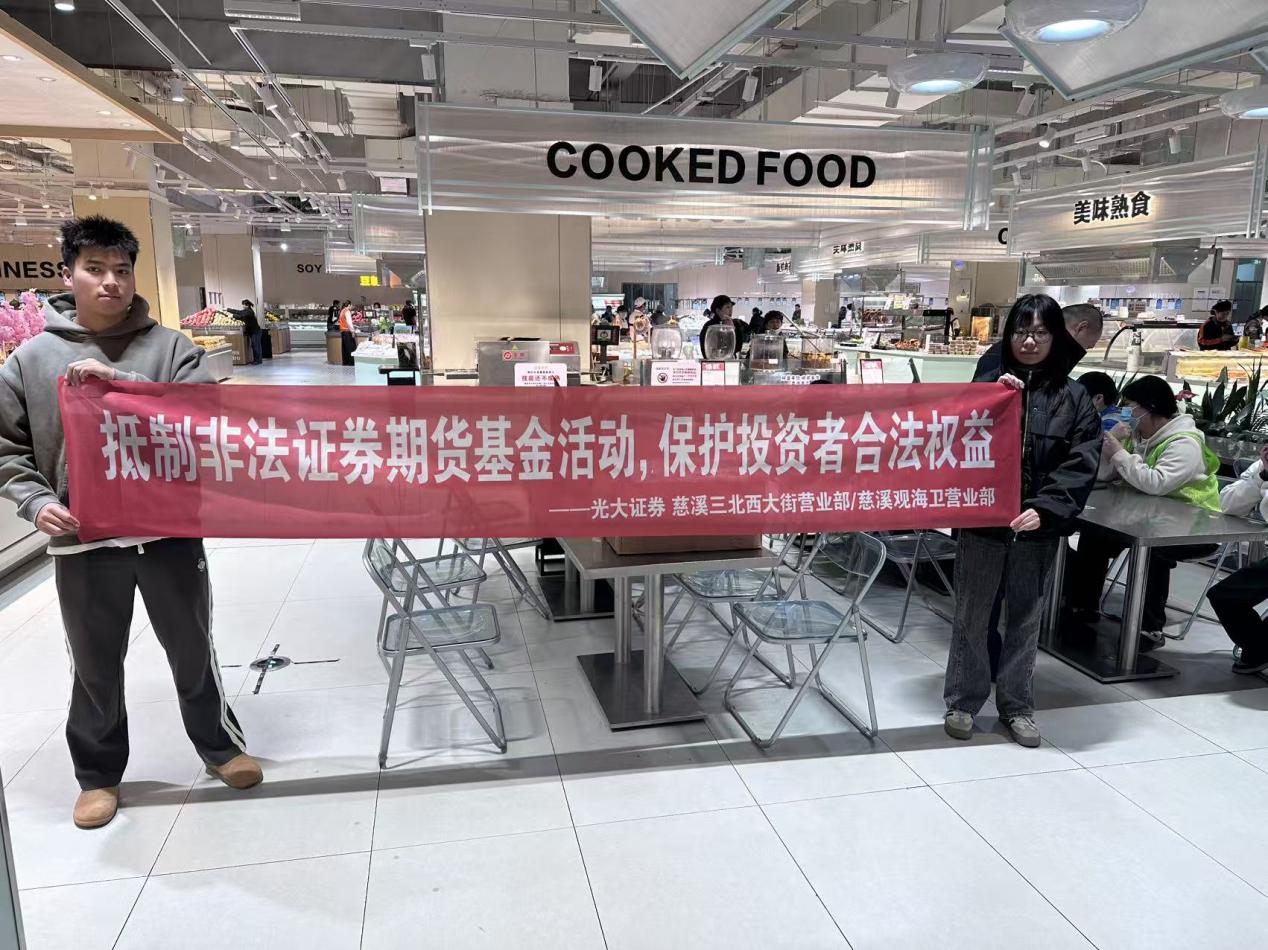 COOKED FOOD
美味熟食
INESS
SOY
抵制非法证券期货基金活动,保护投资者合法权益
——光大证券 慈溪三北西大街营业部/慈溪观海卫营业部